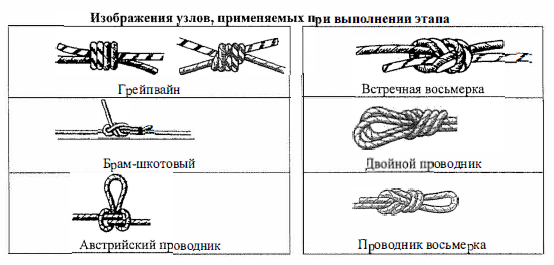 Изображения узлов, применяемых при выполнении этапа
Грейпвайн
Встречная восьмерка
Брам-шкотовый
Двойной проводник
Австрийский проводник
Проводник восьмерка